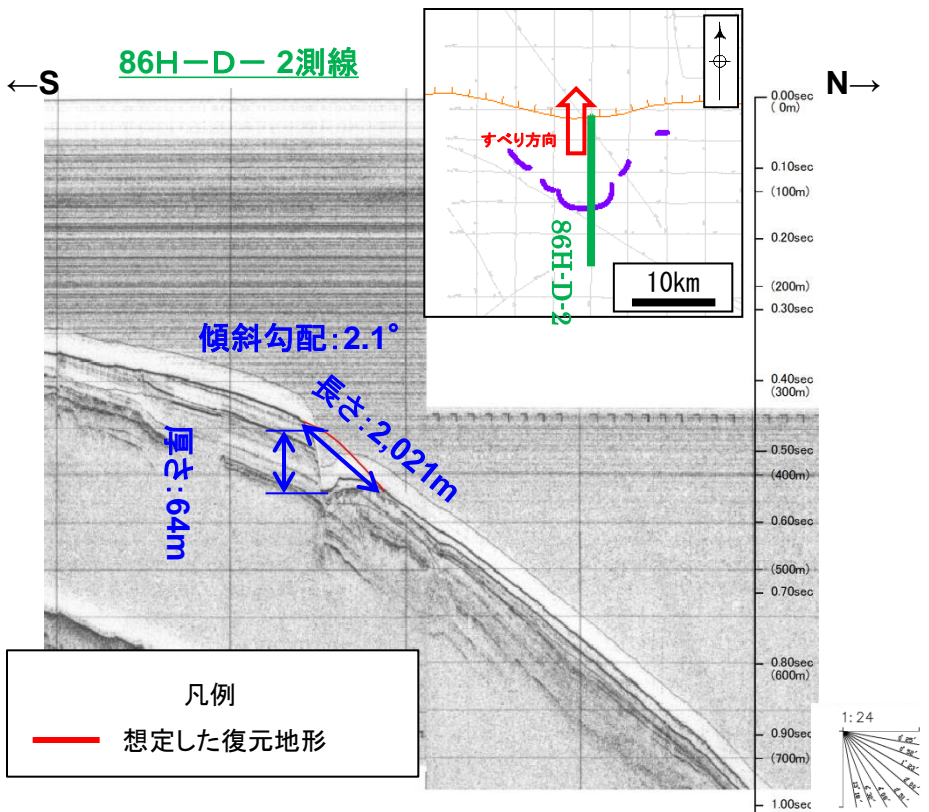 86H－D－ 2測線
←S
N→
すべり方向
86H-D-2
10km
0.00sec
( 0m)
0.10sec
(100m)
0.20sec
(200m)
0.30sec
0.40sec
(300m)
0.50sec
(400m)
0.60sec
(500m)
0.70sec
0.80sec
(600m)
0.90sec
(700m)
1.00sec
傾斜勾配：2.1°
長さ：2,021m
厚さ：64m
凡例
想定した復元地形
1:24